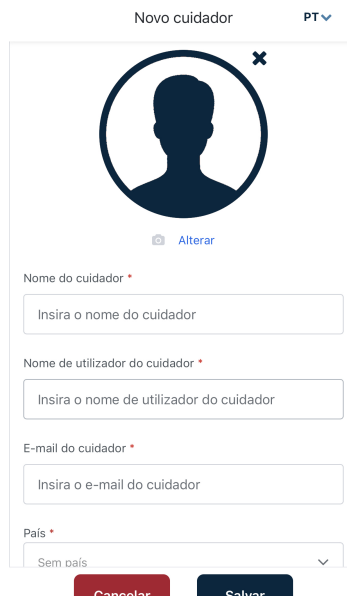 Novo cuidador
PT
Alterar
Nome do cuidador *
Insira o nome do cuidador
Nome de utilizador do cuidador *
Insira o nome de utilizador do cuidador
E-mail do cuidador *
Insira o e-mail do cuidador
País *
Sem país
Cancelar
Salvar